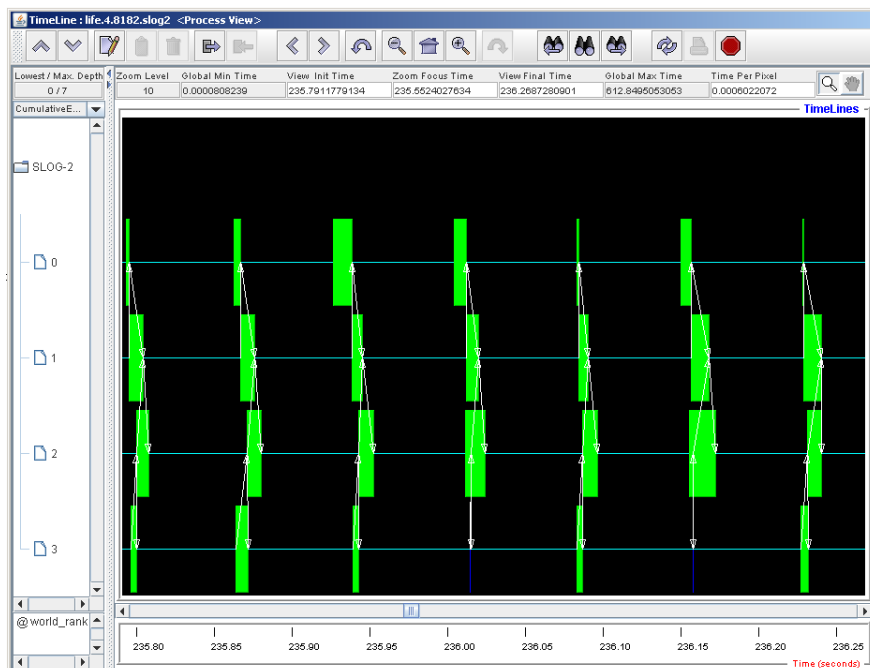 TimeLine : life.4.8182.slog2 <Process View>
Lowest / Max. Depth
0 / 7
Zoom Level Global Min Time View Init Time Zoom Focus Time View Final Time Global Max Time Time Per Pixel
10 0.0000808239 235.7911779134 235.5524027634 236.2687280901 612.8495053053 0.0006022072
CumulativeE...
TimeLines
SLOG-2
0
1
2
3
@world_rank
235.80 235.85 235.90 235.95 236.00 236.05 236.10 236.15 236.20 236.25
Time (seconds)